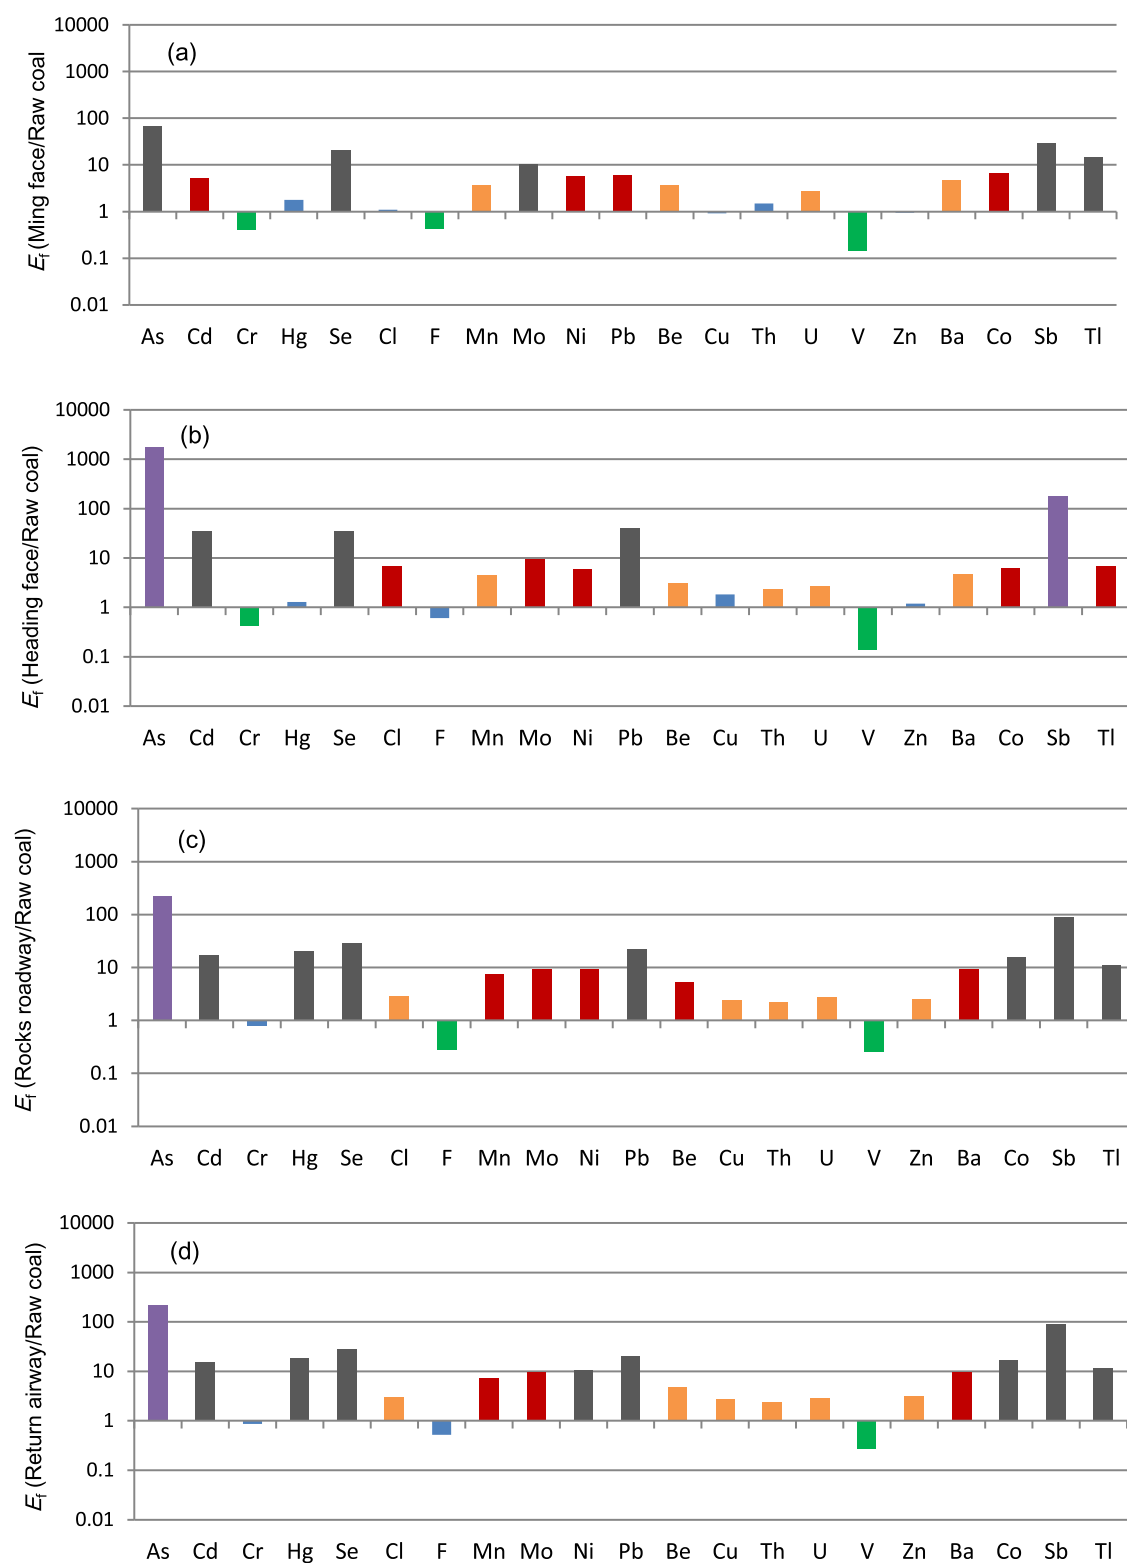 (a)
E_f (Ming face/Raw coal
10000
1000
100
10
1
0.1
0.01
As Cd Cr Hg Se Cl F Mn Mo Ni Pb Be Cu Th U V Zn Ba Co Sb Tl
(b)
E_f (Heading face/Raw coal)
10000
1000
100
10
1
0.1
0.01
As Cd Cr Hg Se Cl F Mn Mo Ni Pb Be Cu Th U V Zn Ba Co Sb Tl
(c)
E_f (Rocks roadway/Raw coal)
10000
1000
100
10
1
0.1
0.01
As Cd Cr Hg Se Cl F Mn Mo Ni Pb Be Cu Th U V Zn Ba Co Sb Tl
(d)
E_f (Return airway/Raw coal)
10000
1000
100
10
1
0.1
0.01
As Cd Cr Hg Se Cl F Mn Mo Ni Pb Be Cu Th U V Zn Ba Co Sb Tl